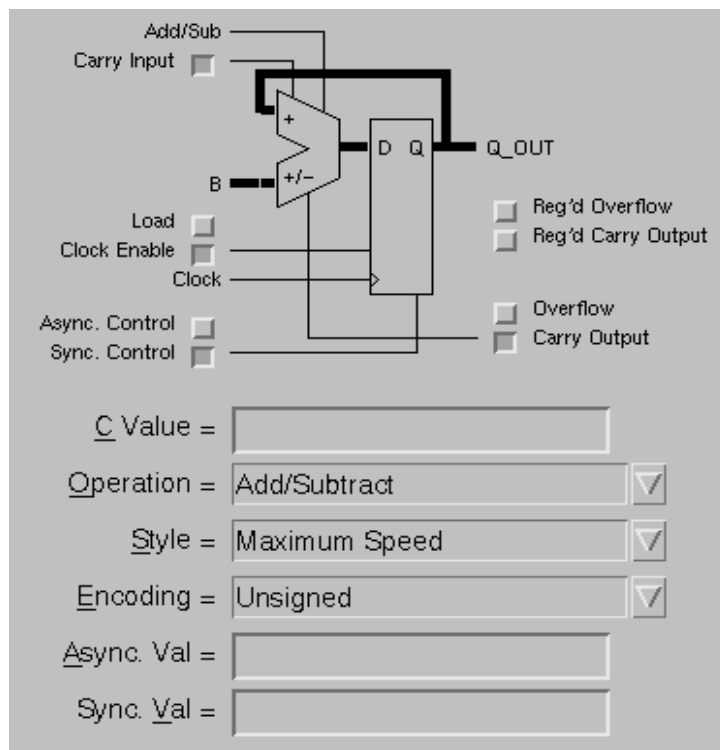 Add/Sub
Carry Input
+
D Q
Q_OUT
+/−
B
Load
Reg'd Overflow
Clock Enable
Reg'd Carry Output
Clock
Async. Control
Overflow
Sync. Control
Carry Output
C Value =
Operation = Add/Subtract
Style = Maximum Speed
Encoding = Unsigned
Async. Val =
Sync. Val =